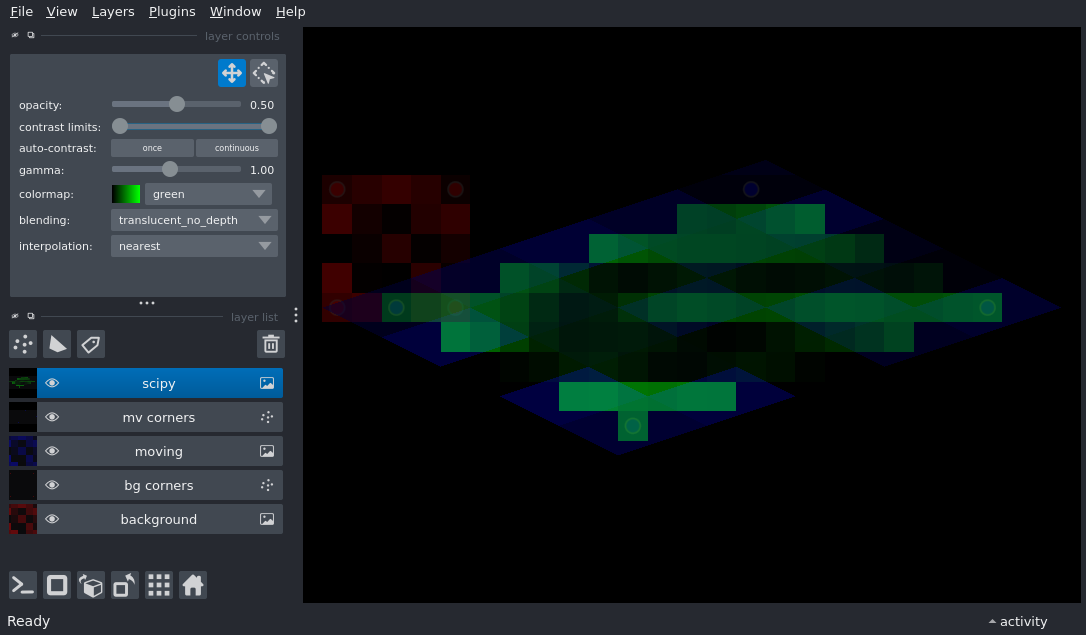 File View Layers Plugins Window Help
layer controls
opacity: 0.50
contrast limits:
auto-contrast: once continuous
gamma: 1.00
colormap: green
blending: translucent_no_depth
interpolation: nearest
layer list
scipy
mv corners
moving
bg corners
background
Ready activity